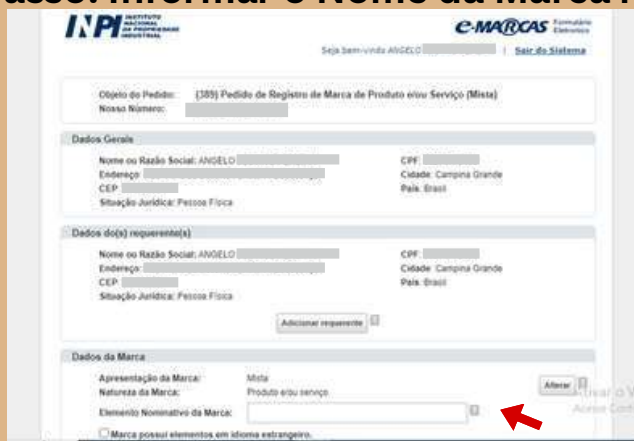 Informar o Nome da Marca
INPI INSTITUTO NACIONAL DA PROPRIEDADE INDUSTRIAL
e-MARCAS Formulário Eletrônico
Seja bem-vindo ANGELO | Sair do Sistema
Objeto do Pedido: (389) Pedido de Registro de Marca de Produto e/ou Serviço (Mista)
Nosso Número:
Dados Gerais
Nome ou Razão Social: ANGELO CPF:
Endereço: Cidade: Campina Grande
CEP: País: Brasil
Situação Jurídica: Pessoa Física
Dados do(s) requerente(s)
Nome ou Razão Social: ANGELO CPF:
Endereço: Cidade: Campina Grande
CEP: País: Brasil
Situação Jurídica: Pessoa Física
Adicionar requerente
Dados da Marca
Apresentação da Marca: Mista
Natureza da Marca: Produto e/ou serviço Alterar
Elemento Nominativo da Marca:
Marca possui elementos em idioma estrangeiro.